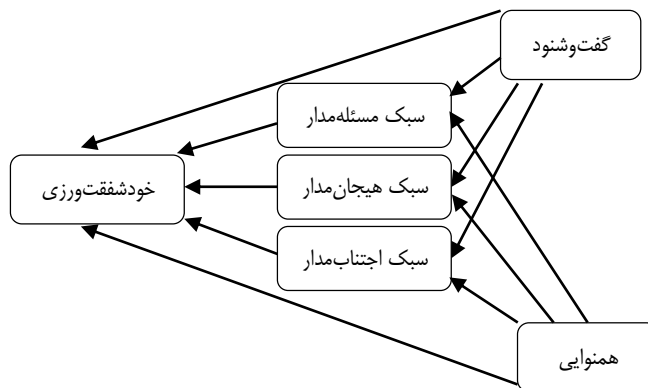 گفت‌وشنود
سبک مسئله‌مدار
سبک هیجان‌مدار
خودشفقت‌ورزی
سبک اجتناب‌مدار
همنوایی